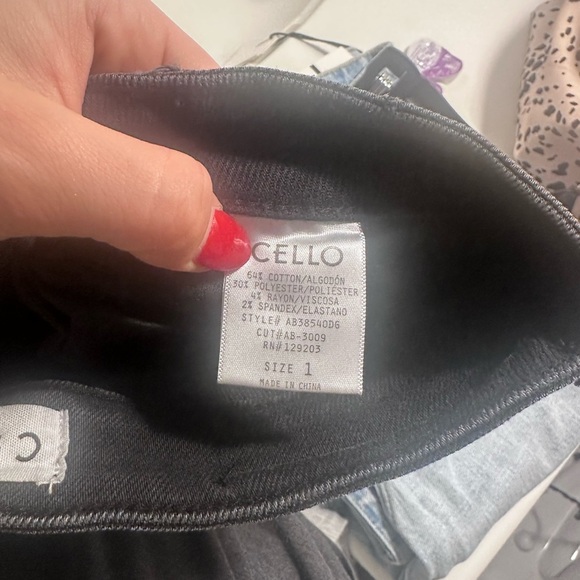 CELLO
64% COTTON/ALGODÓN
30% POLYESTER/POLIÉSTER
4% RAYON/VISCOSA
2% SPANDEX/ELASTANO
STYLE# AB38540DG
CUT#AB-3009
RN#129203
SIZE 1
MADE IN CHINA
C